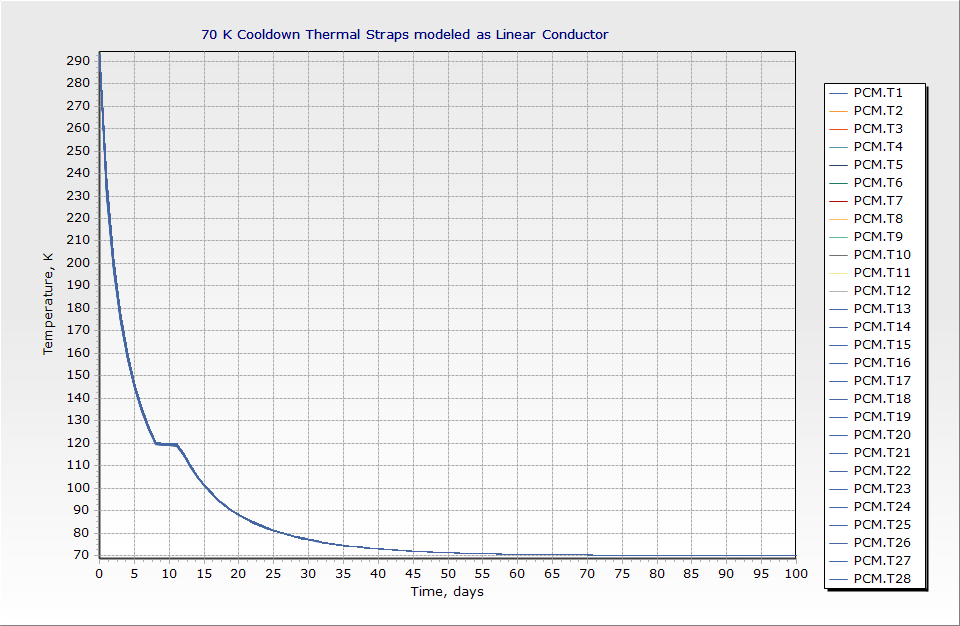 70 K Cooldown Thermal Straps modeled as Linear Conductor
290
280
270
260
250
240
230
220
210
200
190
180
170
160
150
140
130
120
110
100
90
80
70
Temperature, K
0 5 10 15 20 25 30 35 40 45 50 55 60 65 70 75 80 85 90 95 100
Time, days
PCM.T1
PCM.T2
PCM.T3
PCM.T4
PCM.T5
PCM.T6
PCM.T7
PCM.T8
PCM.T9
PCM.T10
PCM.T11
PCM.T12
PCM.T13
PCM.T14
PCM.T15
PCM.T16
PCM.T17
PCM.T18
PCM.T19
PCM.T20
PCM.T21
PCM.T22
PCM.T23
PCM.T24
PCM.T25
PCM.T26
PCM.T27
PCM.T28